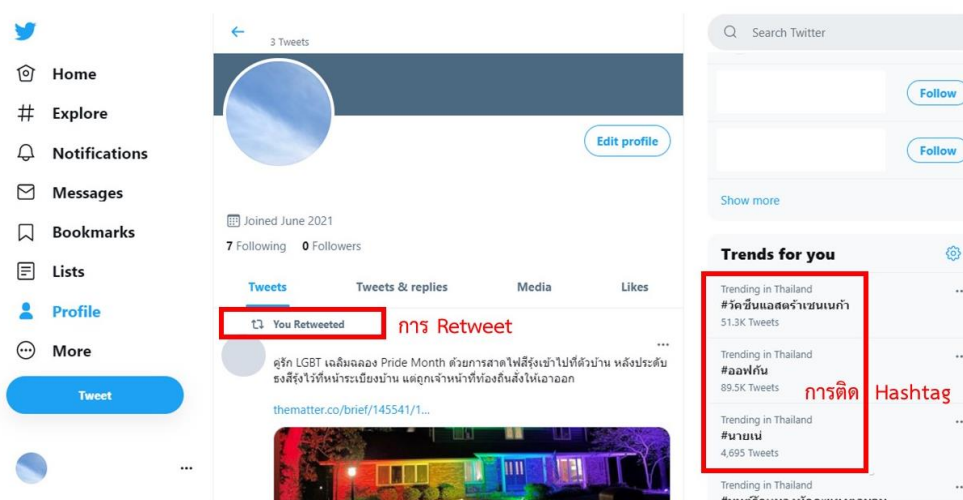 Home
Explore
Notifications
Messages
Bookmarks
Lists
Profile
More
Tweet
3 Tweets
Edit profile
Joined June 2021
7 Following 0 Followers
Tweets Tweets & replies Media Likes
You Retweeted
การ Retweet
คู่รัก LGBT เฉลิมฉลอง Pride Month ด้วยการสาดไฟสีรุ้งเข้าไปที่ตัวบ้าน หลังประดับ
ธงสีรุ้งไว้ที่หน้าระเบียงบ้าน แต่ถูกเจ้าหน้าที่ท้องถิ่นสั่งให้เอาออก
thematter.co/brief/145541/1...
Search Twitter
Follow
Follow
Show more
Trends for you
Trending in Thailand
#วัคซีนแอสตร้าเซนเนก้า
51.3K Tweets
Trending in Thailand
#ออฟกัน
89.5K Tweets
การติด Hashtag
Trending in Thailand
#นายเน่
4,695 Tweets
Trending in Thailand